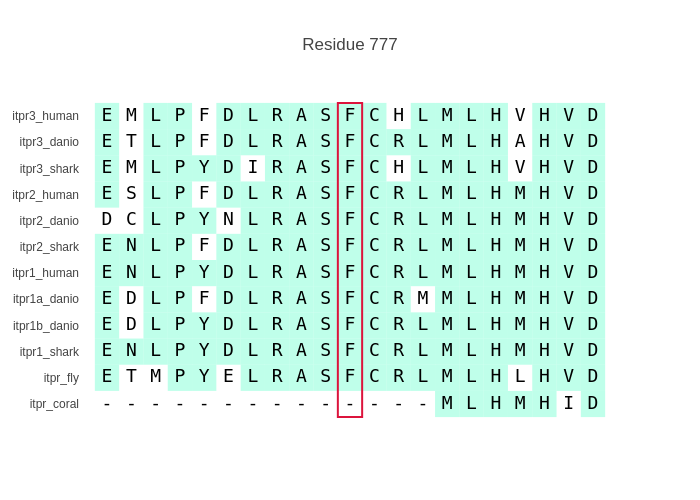 Residue 777
itpr3_human E M L P F D L R A S F C H L M L H V H V D
itpr3_danio E T L P F D L R A S F C R L M L H A H V D
itpr3_shark E M L P Y D I R A S F C H L M L H V H V D
itpr2_human E S L P F D L R A S F C R L M L H M H V D
itpr2_danio D C L P Y N L R A S F C R L M L H M H V D
itpr2_shark E N L P F D L R A S F C R L M L H M H V D
itpr1_human E N L P Y D L R A S F C R L M L H M H V D
itpr1a_danio E D L P F D L R A S F C R M M L H M H V D
itpr1b_danio E D L P Y D L R A S F C R L M L H M H V D
itpr1_shark E N L P Y D L R A S F C R L M L H M H V D
itpr_fly E T M P Y E L R A S F C R L M L H L H V D
itpr_coral - - - - - - - - - - - - - - M L H M H I D